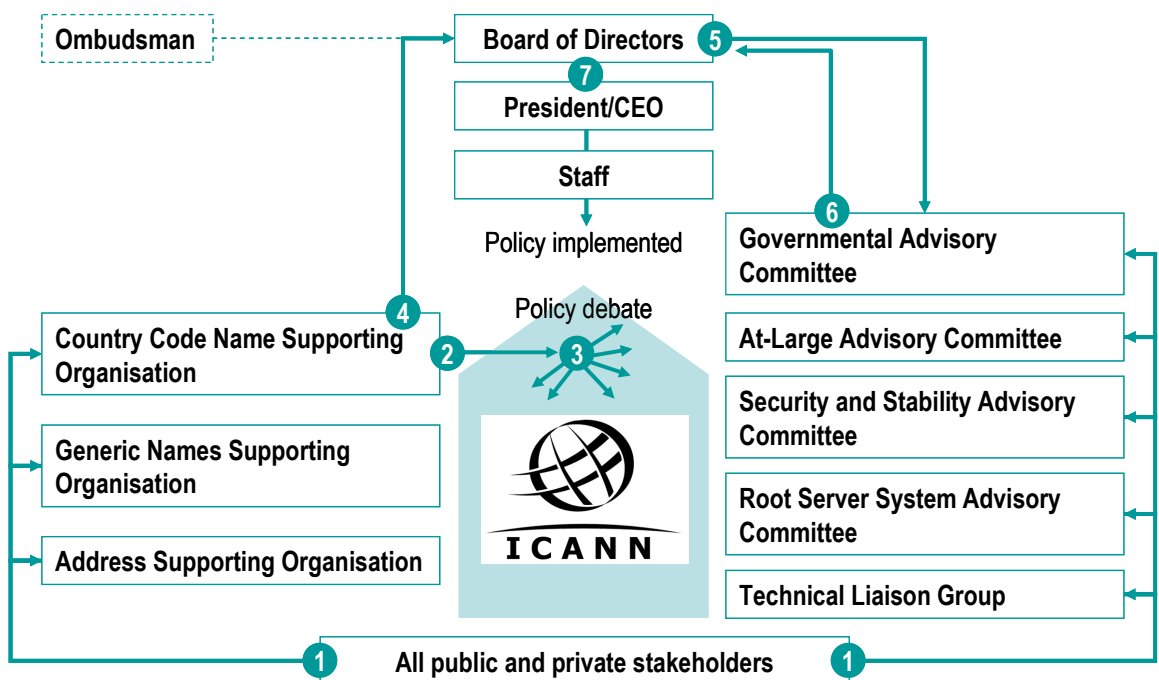 Ombudsman
Board of Directors
5
7
President/CEO
Staff
6
Policy implemented
Governmental Advisory
Committee
Policy debate
4
Country Code Name Supporting
Organisation
2
3
At-Large Advisory Committee
Security and Stability Advisory
Committee
Generic Names Supporting
Organisation
Root Server System Advisory
Committee
ICANN
Address Supporting Organisation
Technical Liaison Group
1
All public and private stakeholders
1